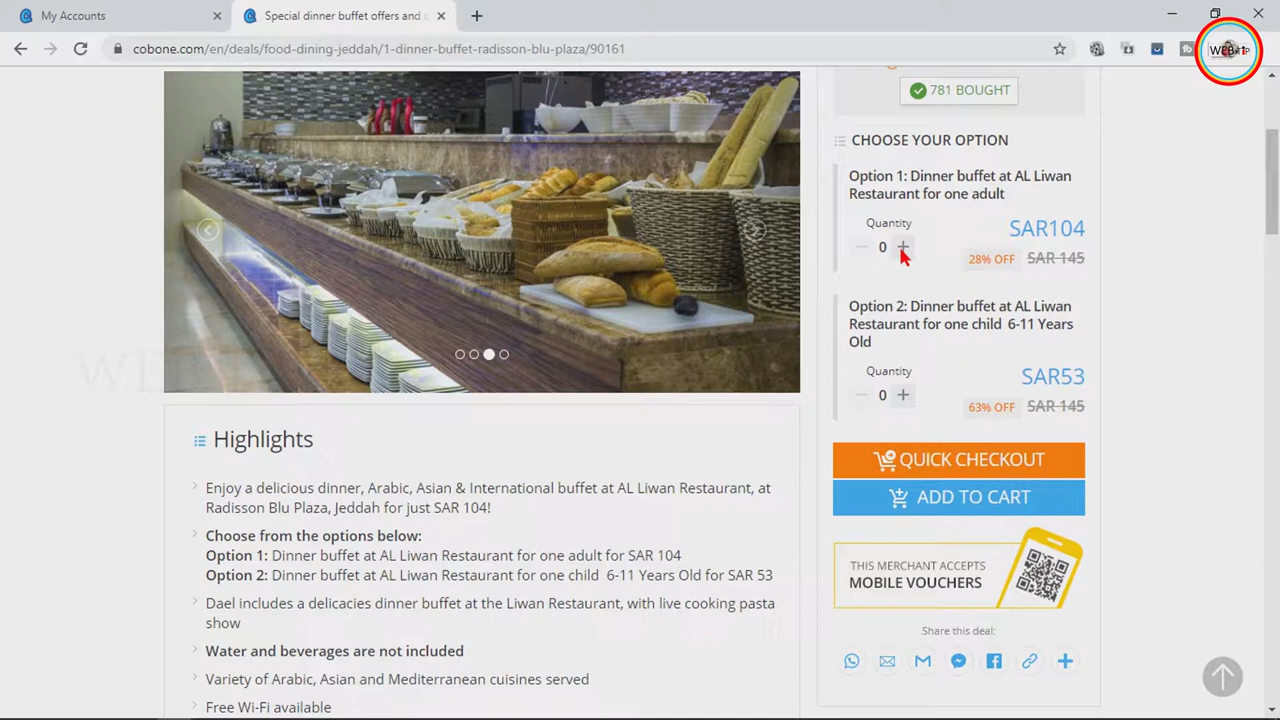 My Accounts
Special dinner buffet offers and
cobone.com/en/deals/food-dining-jeddah/1-dinner-buffet-radisson-blu-plaza/90161
781 BOUGHT
CHOOSE YOUR OPTION
Option 1: Dinner buffet at AL Liwan
Restaurant for one adult
Quantity
SAR104
0
28% OFF SAR 145
Option 2: Dinner buffet at AL Liwan
Restaurant for one child 6-11 Years
Old
Quantity
SAR53
0
63% OFF SAR 145
QUICK CHECKOUT
ADD TO CART
THIS MERCHANT ACCEPTS
MOBILE VOUCHERS
Share this deal:
Highlights
Enjoy a delicious dinner, Arabic, Asian & International buffet at AL Liwan Restaurant, at
Radisson Blu Plaza, Jeddah for just SAR 104!
Choose from the options below:
Option 1: Dinner buffet at AL Liwan Restaurant for one adult for SAR 104
Option 2: Dinner buffet at AL Liwan Restaurant for one child 6-11 Years Old for SAR 53
Dael includes a delicacies dinner buffet at the Liwan Restaurant, with live cooking pasta
show
Water and beverages are not included
Variety of Arabic, Asian and Mediterranean cuisines served
Free Wi-Fi available